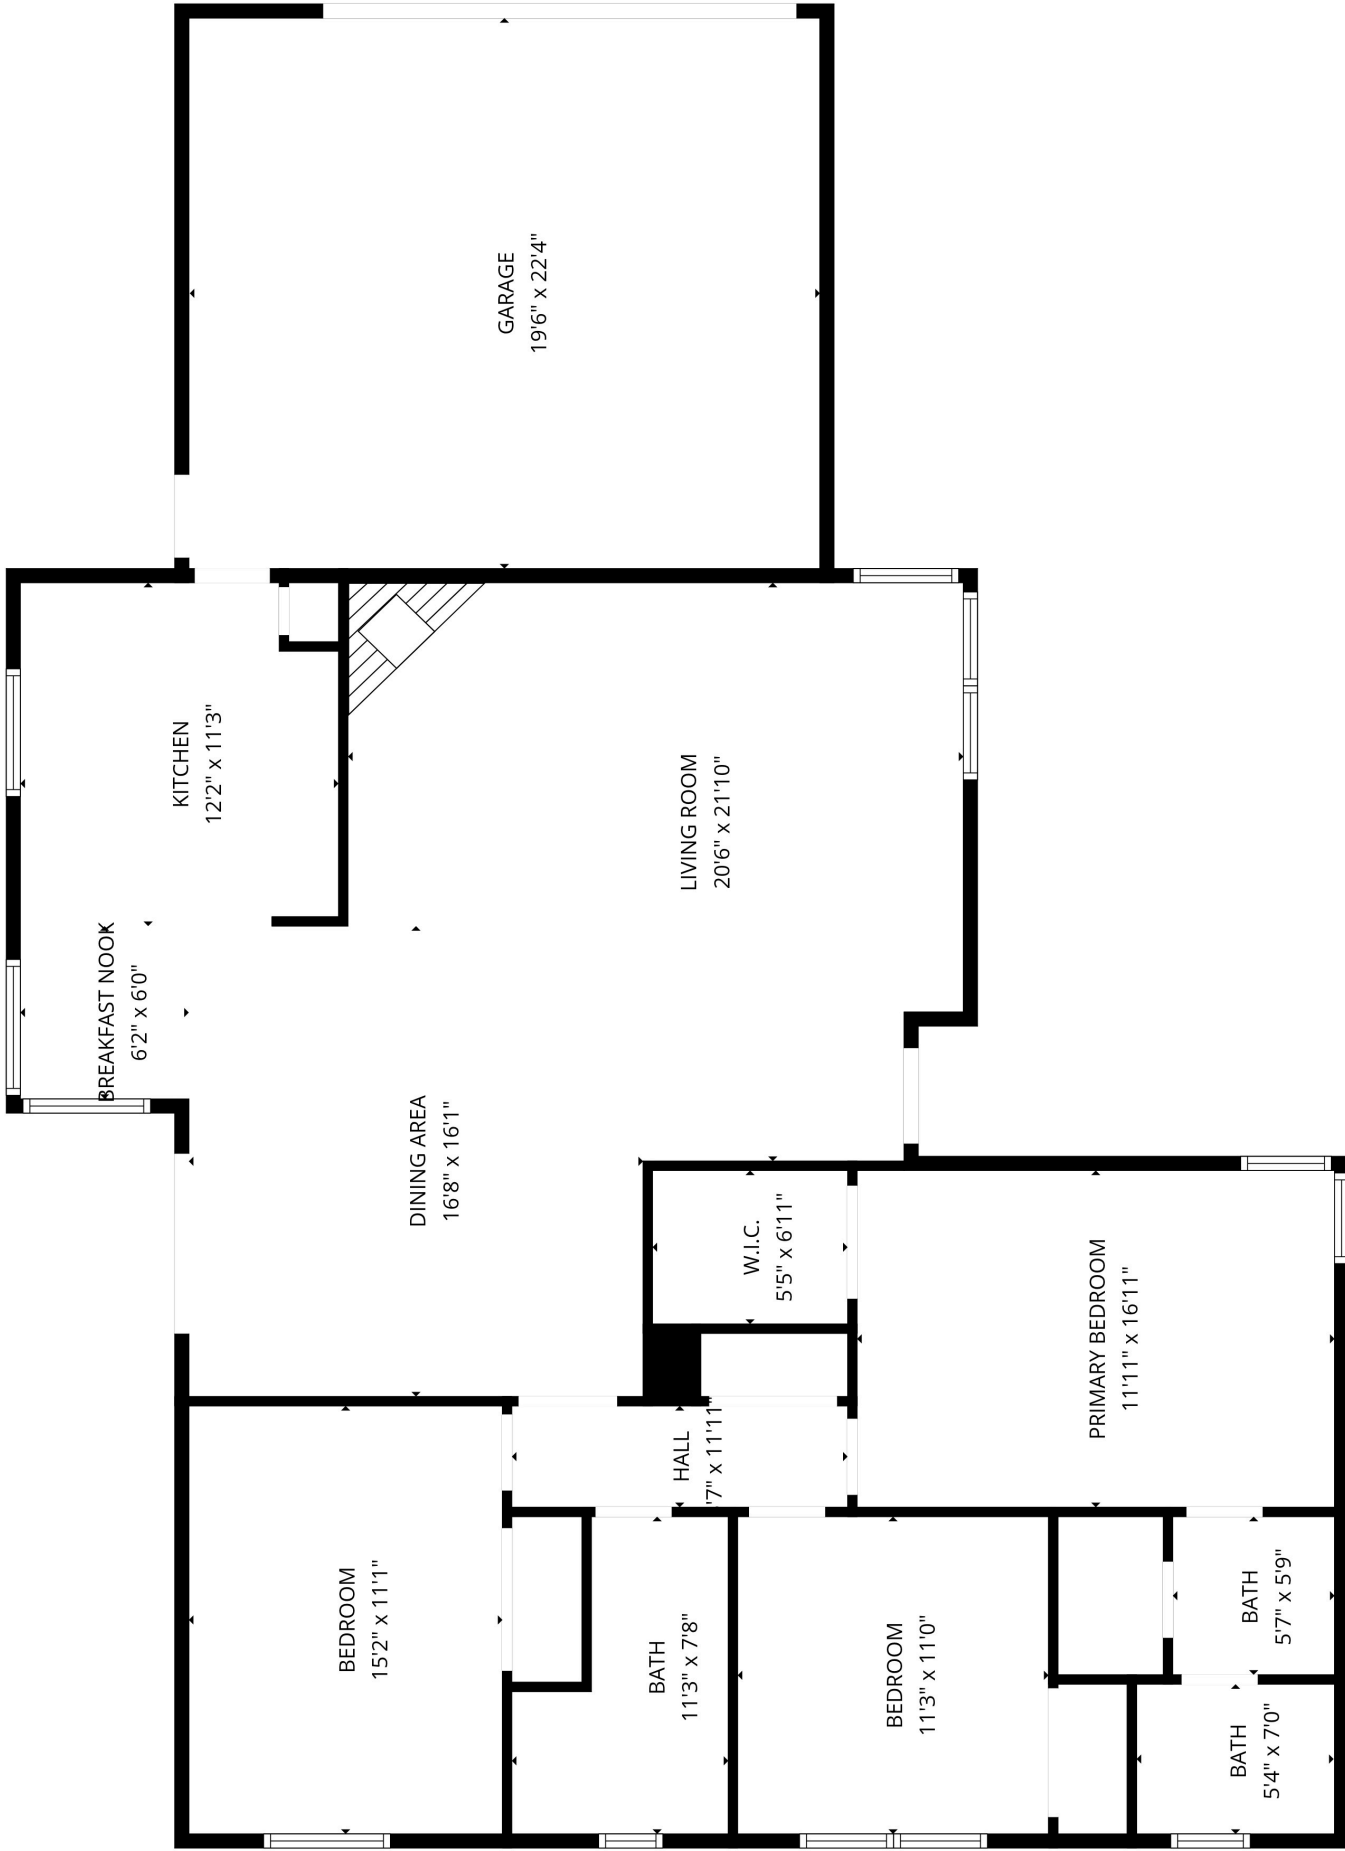 GARAGE
19'6" x 22'4"
KITCHEN
12'2" x 11'3"
LIVING ROOM
20'6" x 21'10"
BREAKFAST NOOK
6'2" x 6'0"
DINING AREA
16'8" x 16'1"
W.I.C.
5'5" x 6'11"
PRIMARY BEDROOM
11'11" x 16'11"
HALL
'7" x 11'11"
BEDROOM
15'2" x 11'1"
BATH
11'3" x 7'8"
BEDROOM
11'3" x 11'0"
BATH
5'7" x 5'9"
BATH
5'4" x 7'0"